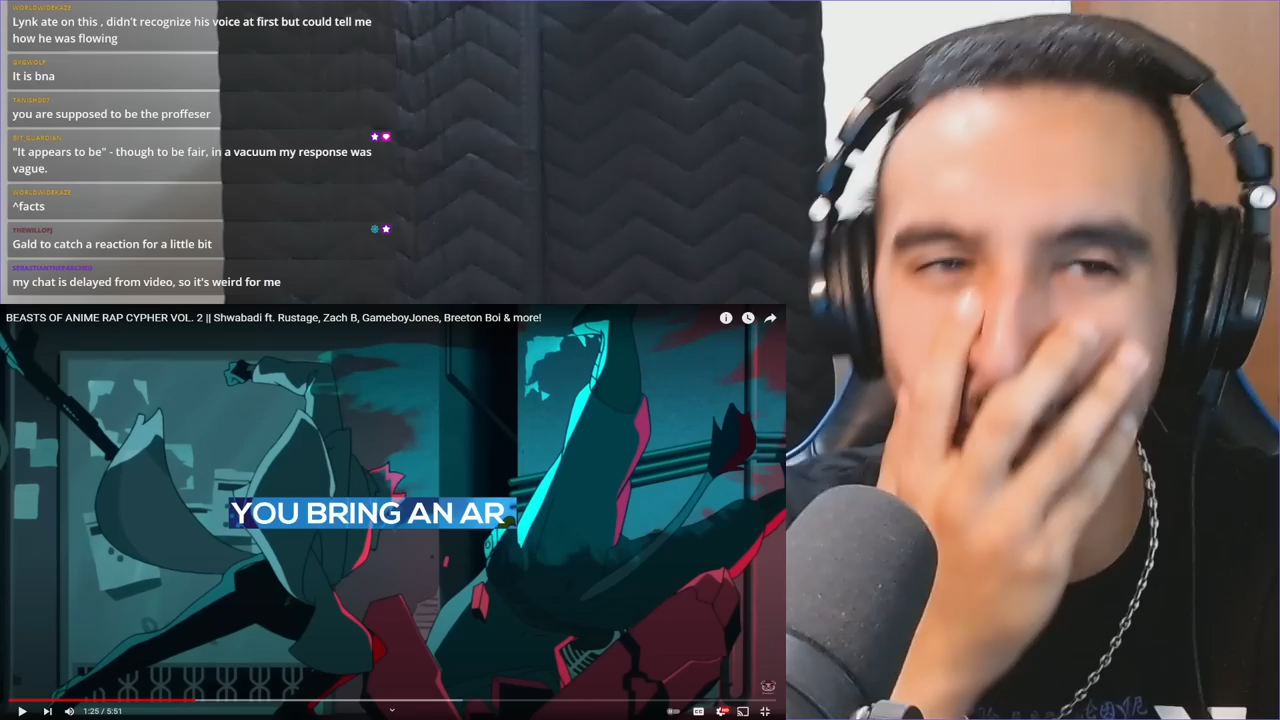 WORLDWIDEKAZE
Lynk ate on this , didn't recognize his voice at first but could tell me
how he was flowing
It is bna
TANISH007
you are supposed to be the proffeser
BIT_GUARDIAN
"It appears to be" - though to be fair, in a vacuum my response was
vague.
WORLDWIDEKAZE
^facts
Gald to catch a reaction for a little bit
my chat is delayed from video, so it's weird for me
BEASTS OF ANIME RAP CYPHER VOL. 2 || Shwabadi ft. Rustage, Zach B, GameboyJones, Breeton Boi & more!
YOU BRING AN AR
1:25 / 5:51